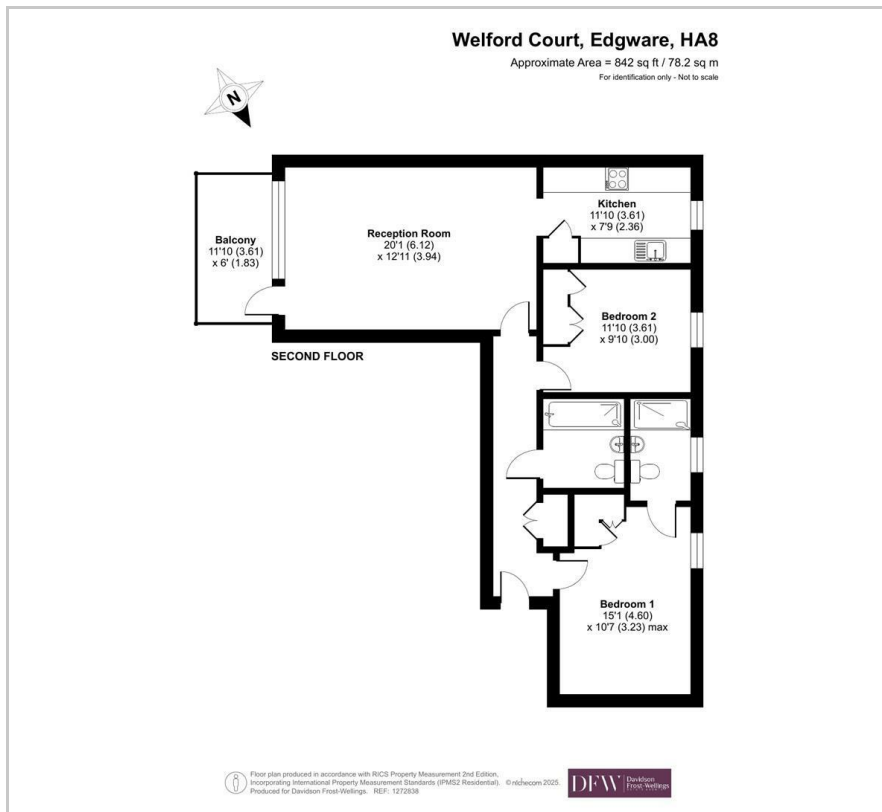 Welford Court, Edgware, HA8
Approximate Area = 842 sq ft / 78.2 sq m
For identification only - Not to scale
N
Kitchen
11'10 (3.61)
x 7'9 (2.36)
Reception Room
20'1 (6.12)
x 12'11 (3.94)
Balcony
11'10 (3.61)
x 6' (1.83)
Bedroom 2
11'10 (3.61)
x 9'10 (3.00)
SECOND FLOOR
Bedroom 1
15'1 (4.60)
x 10'7 (3.23) max
Floor plan produced in accordance with RICS Property Measurement 2nd Edition,
Incorporating International Property Measurement Standards (IPMS2 Residential). © nichecom 2025.
Produced for Davidson Frost-Wellings. REF: 1272838
DFW
Davidson
Frost-Wellings